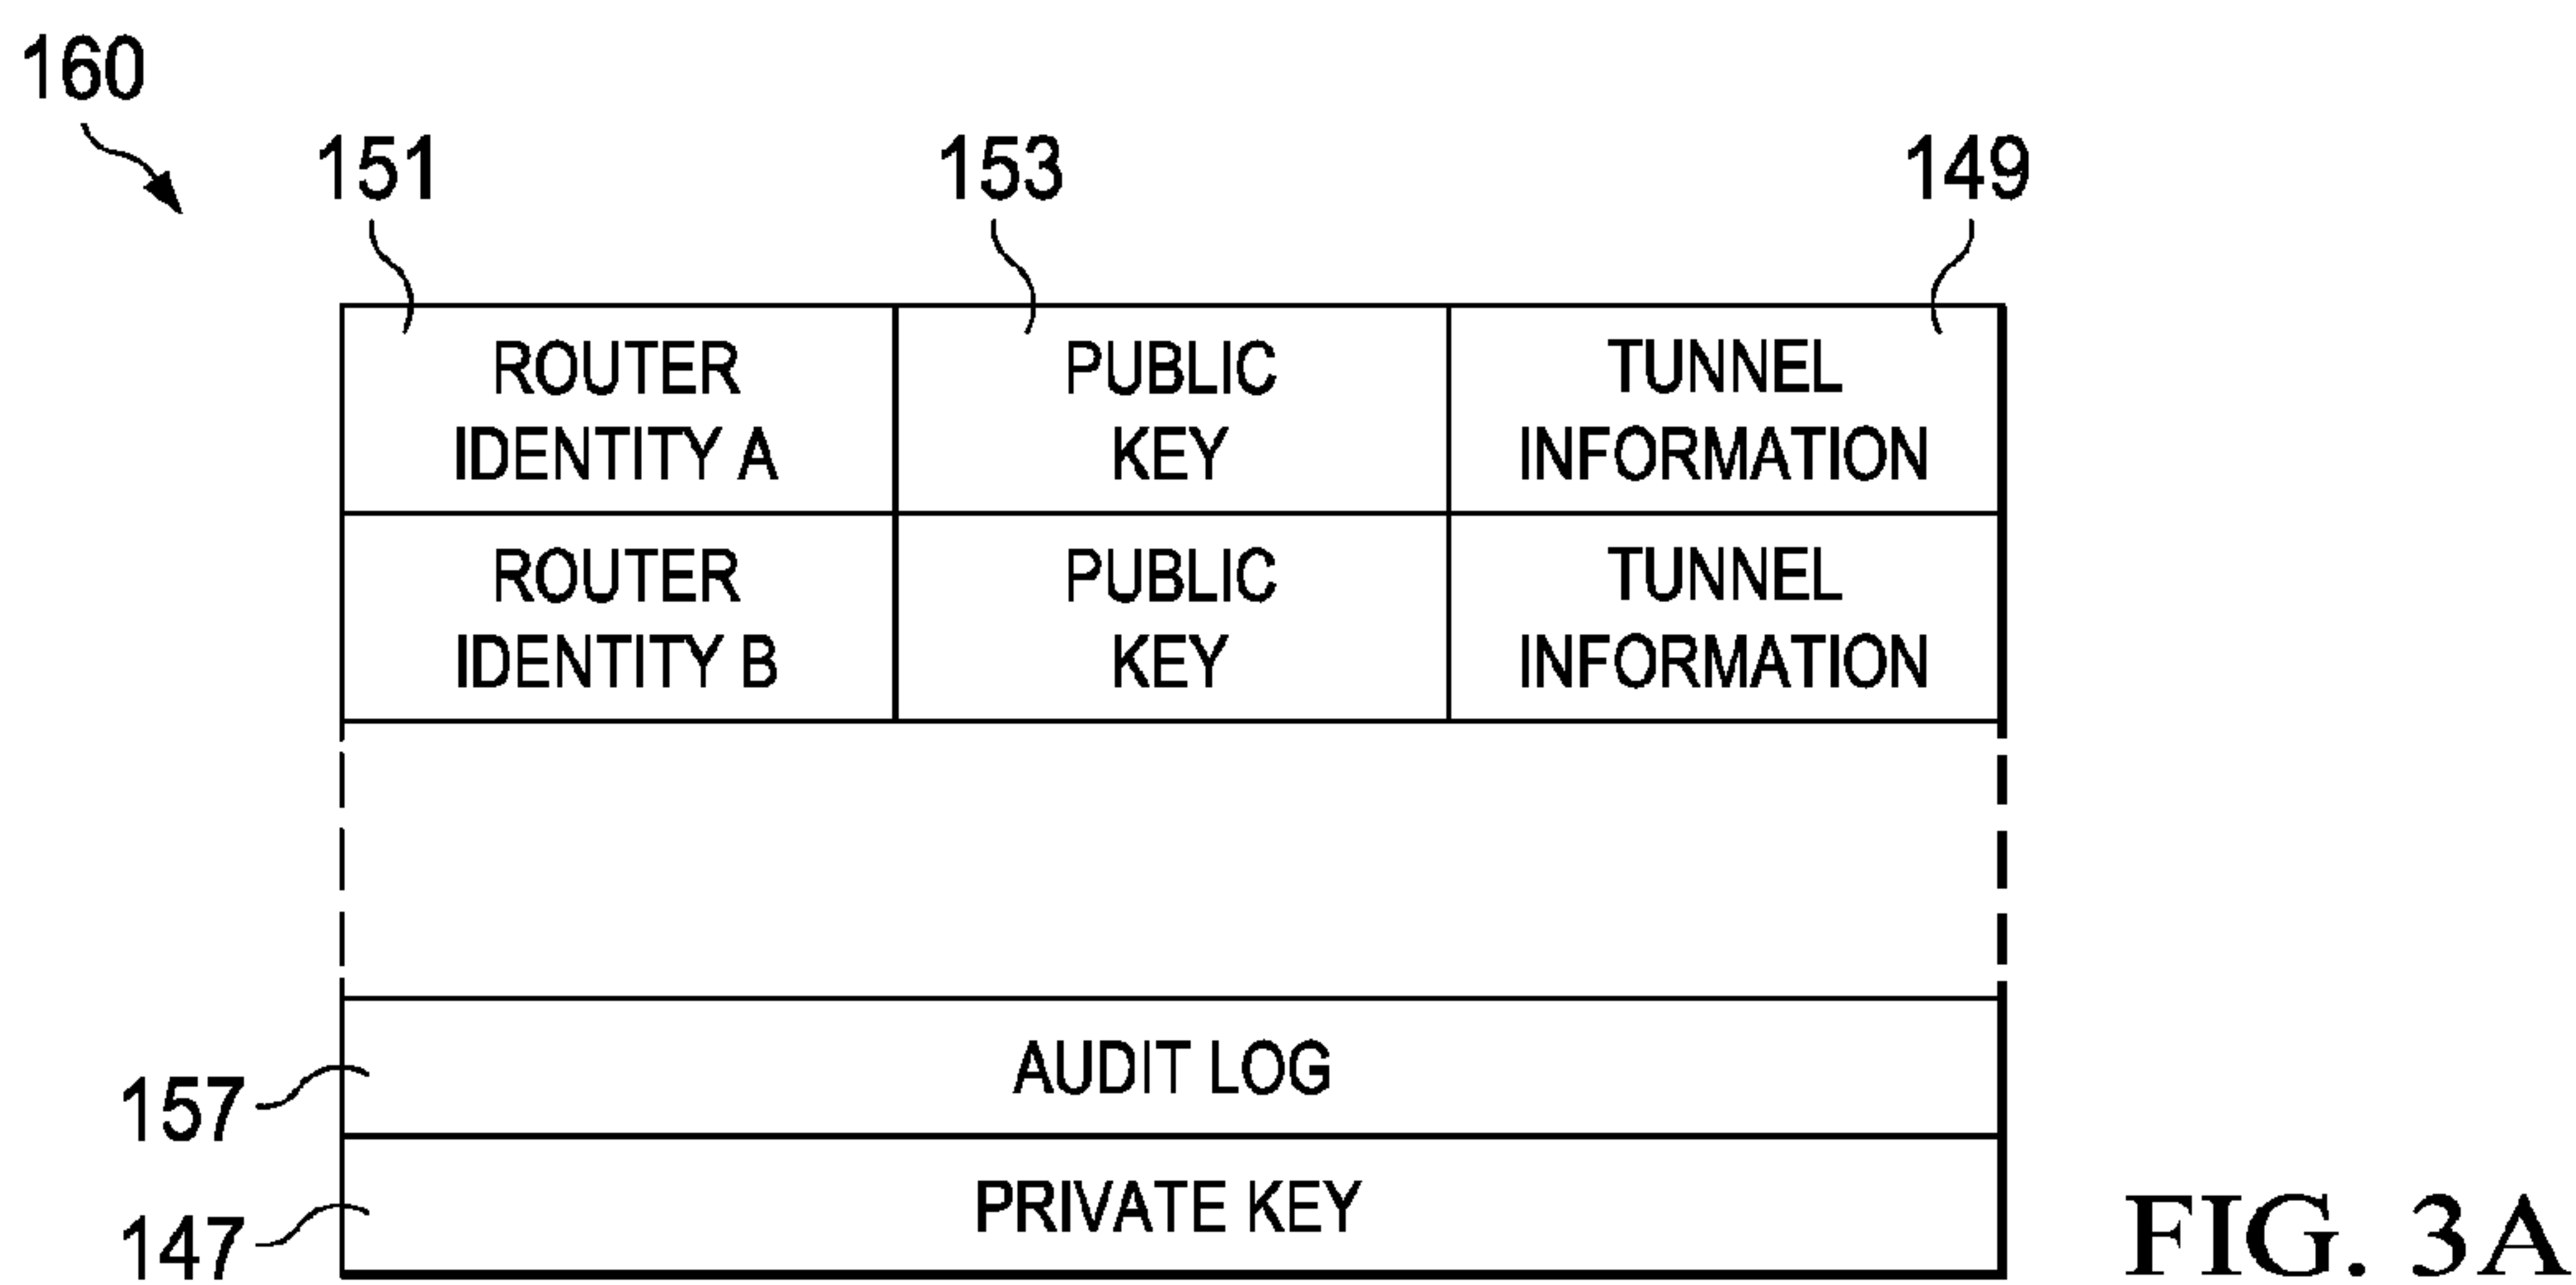 160
151
153
149
ROUTER
IDENTITY A
PUBLIC
KEY
TUNNEL
INFORMATION
ROUTER
IDENTITY B
PUBLIC
KEY
TUNNEL
INFORMATION
157
AUDIT LOG
147
PRIVATE KEY
FIG. 3A